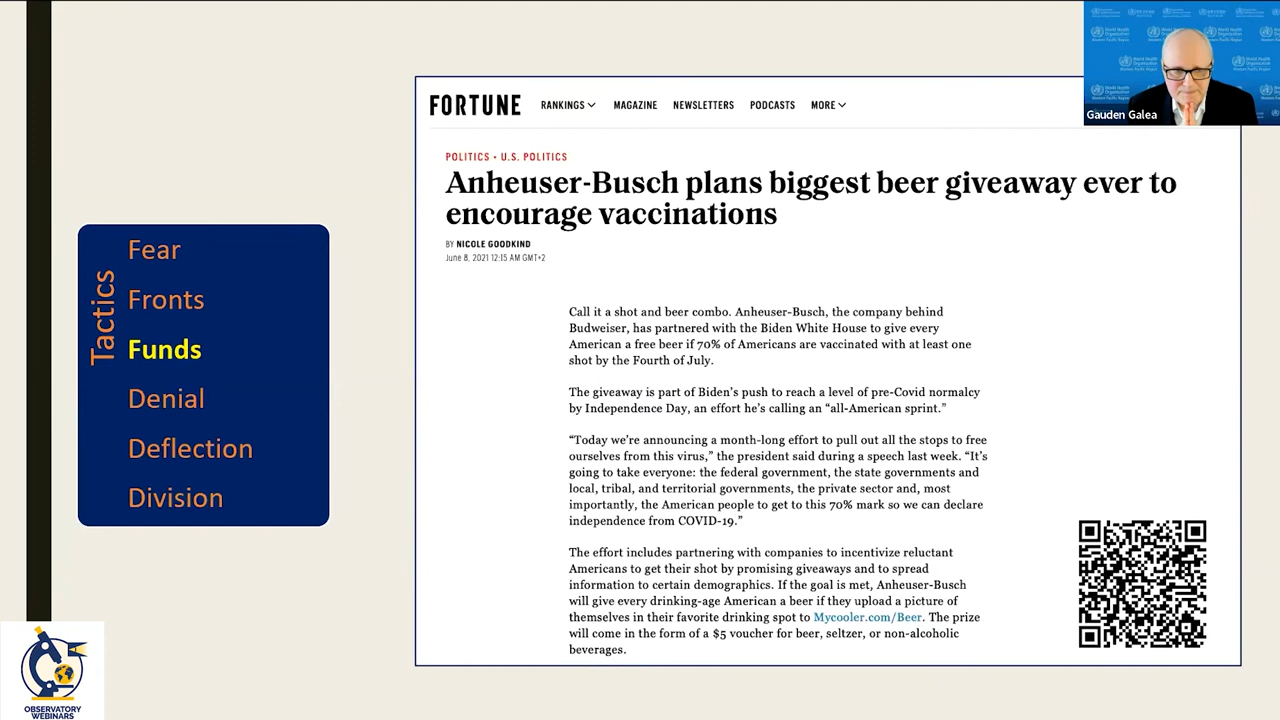 Tactics
Fear
Fronts
Funds
Denial
Deflection
Division
FORTUNE
RANKINGS
MAGAZINE
NEWSLETTERS
PODCASTS
MORE
POLITICS • U.S. POLITICS
Anheuser-Busch plans biggest beer giveaway ever to
encourage vaccinations
BY NICOLE GOODKIND
June 8, 2021 12:15 AM GMT+2
Call it a shot and beer combo. Anheuser-Busch, the company behind
Budweiser, has partnered with the Biden White House to give every
American a free beer if 70% of Americans are vaccinated with at least one
shot by the Fourth of July.
The giveaway is part of Biden's push to reach a level of pre-Covid normalcy
by Independence Day, an effort he's calling an “all-American sprint.”
“Today we're announcing a month-long effort to pull out all the stops to free
ourselves from this virus,” the president said during a speech last week. “It's
going to take everyone: the federal government, the state governments and
local, tribal, and territorial governments, the private sector and, most
importantly, the American people to get to this 70% mark so we can declare
independence from COVID-19.”
The effort includes partnering with companies to incentivize reluctant
Americans to get their shot by promising giveaways and to spread
information to certain demographics. If the goal is met, Anheuser-Busch
will give every drinking-age American a beer if they upload a picture of
themselves in their favorite drinking spot to Mycooler.com/Beer. The prize
will come in the form of a $5 voucher for beer, seltzer, or non-alcoholic
beverages.
Gauden Galea
OBSERVATORY
WEBINARS